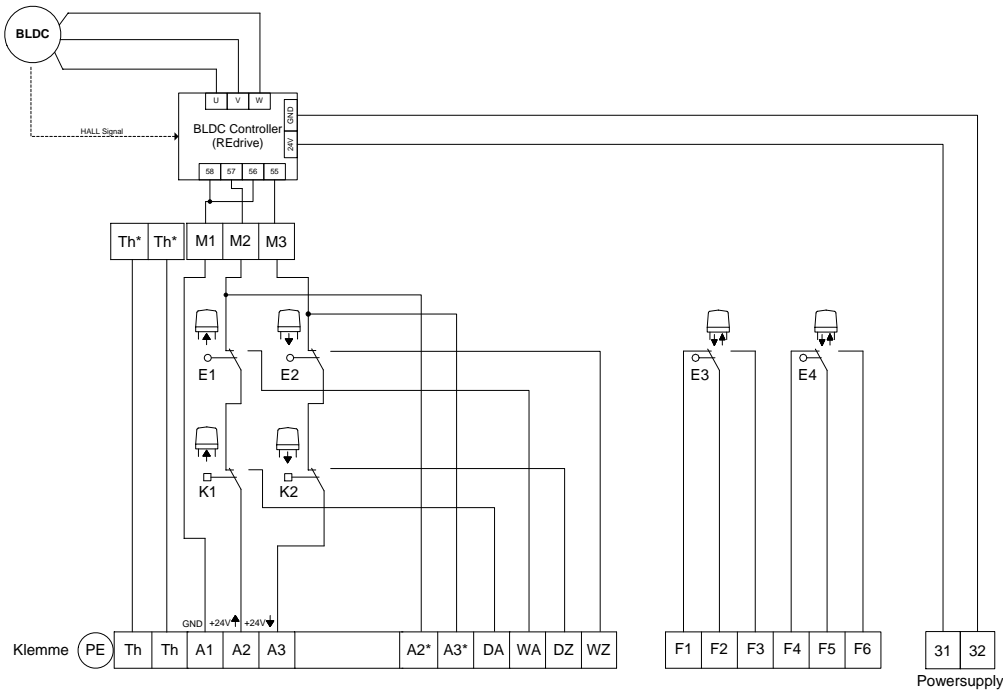 BLDC
U V W
GND
HALL Signal
BLDC Controller
(REdrive)
24V
58 57 56 55
Th* Th* M1 M2 M3
E1 E2 E3 E4
K1 K2
GND +24V +24V
Klemme PE Th Th A1 A2 A3 A2* A3* DA WA DZ WZ F1 F2 F3 F4 F5 F6 31 32
Powersupply